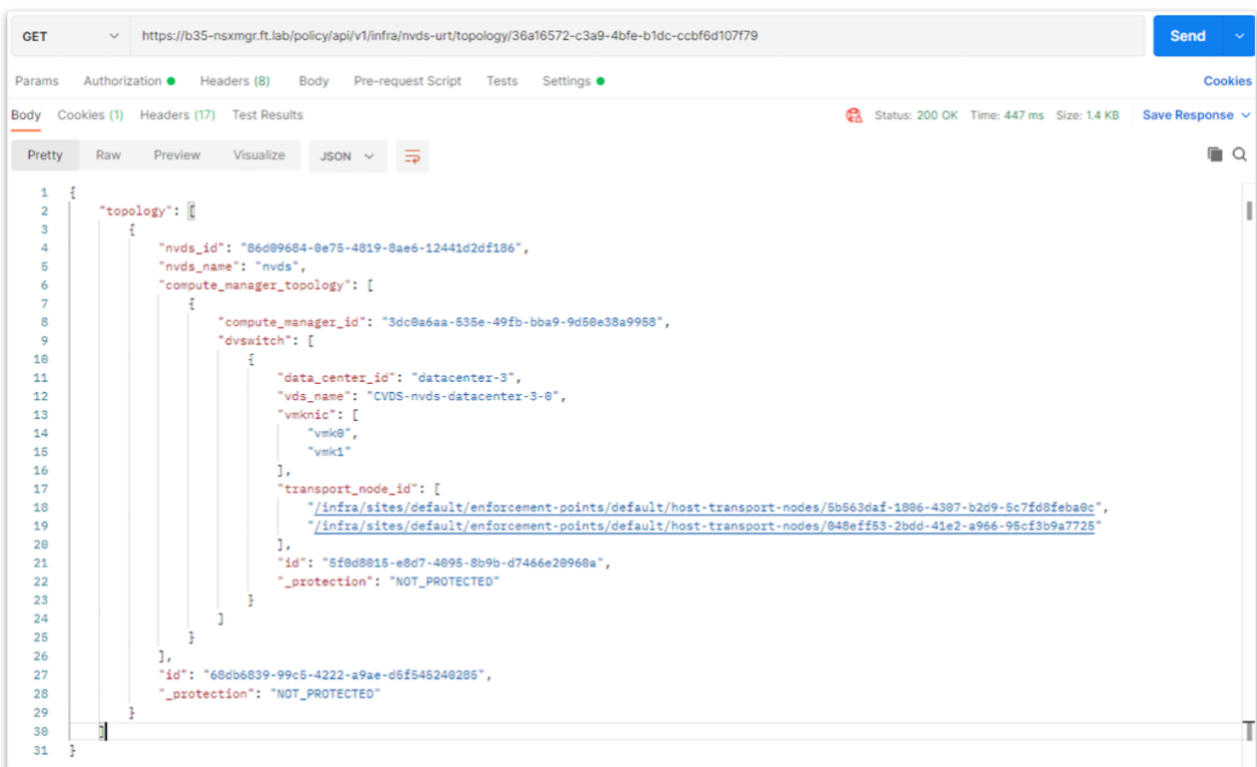 GET https://b35-nsxmgr.ft.lab/policy/api/v1/infra/nvds-urt/topology/36a16572-c3a9-4bfe-b1dc-ccbf6d107f79 Send
Params Authorization Headers (8) Body Pre-request Script Tests Settings Cookies
Body Cookies (1) Headers (17) Test Results Status: 200 OK Time: 447 ms Size: 1.4 KB Save Response
Pretty Raw Preview Visualize JSON
1 {
2 "topology": [
3 {
4 "nvds_id": "86d09684-0e75-4819-8ae6-12441d2df186",
5 "nvds_name": "nvds",
6 "compute_manager_topology": [
7 {
8 "compute_manager_id": "3dc0a6aa-535e-49fb-bba9-9d50e38a9958",
9 "dvswitch": [
10 {
11 "data_center_id": "datacenter-3",
12 "vds_name": "CVDS-nvds-datacenter-3-0",
13 "vmknic": [
14 "vmk0",
15 "vmk1"
16 ],
17 "transport_node_id": [
18 "/infra/sites/default/enforcement-points/default/host-transport-nodes/5b563daf-1806-4307-b2d9-5c7fd8feba0c",
19 "/infra/sites/default/enforcement-points/default/host-transport-nodes/048eff53-2bdd-41e2-a966-95cf3b9a7725"
20 ],
21 "id": "5f0d8015-e8d7-4095-8b9b-d7466e20960a",
22 "_protection": "NOT_PROTECTED"
23 }
24 ]
25 }
26 ],
27 "id": "68db6839-99c5-4222-a9ae-d5f545240285",
28 "_protection": "NOT_PROTECTED"
29 }
30 ]
31 }